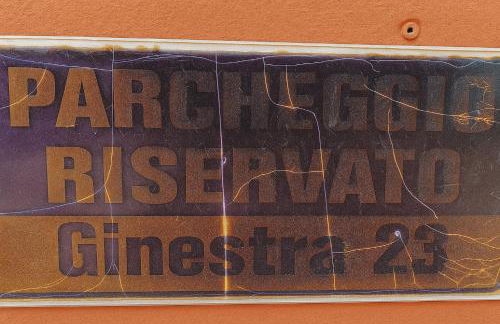 PARCHEGGIO
RISERVATO
Ginestra 23